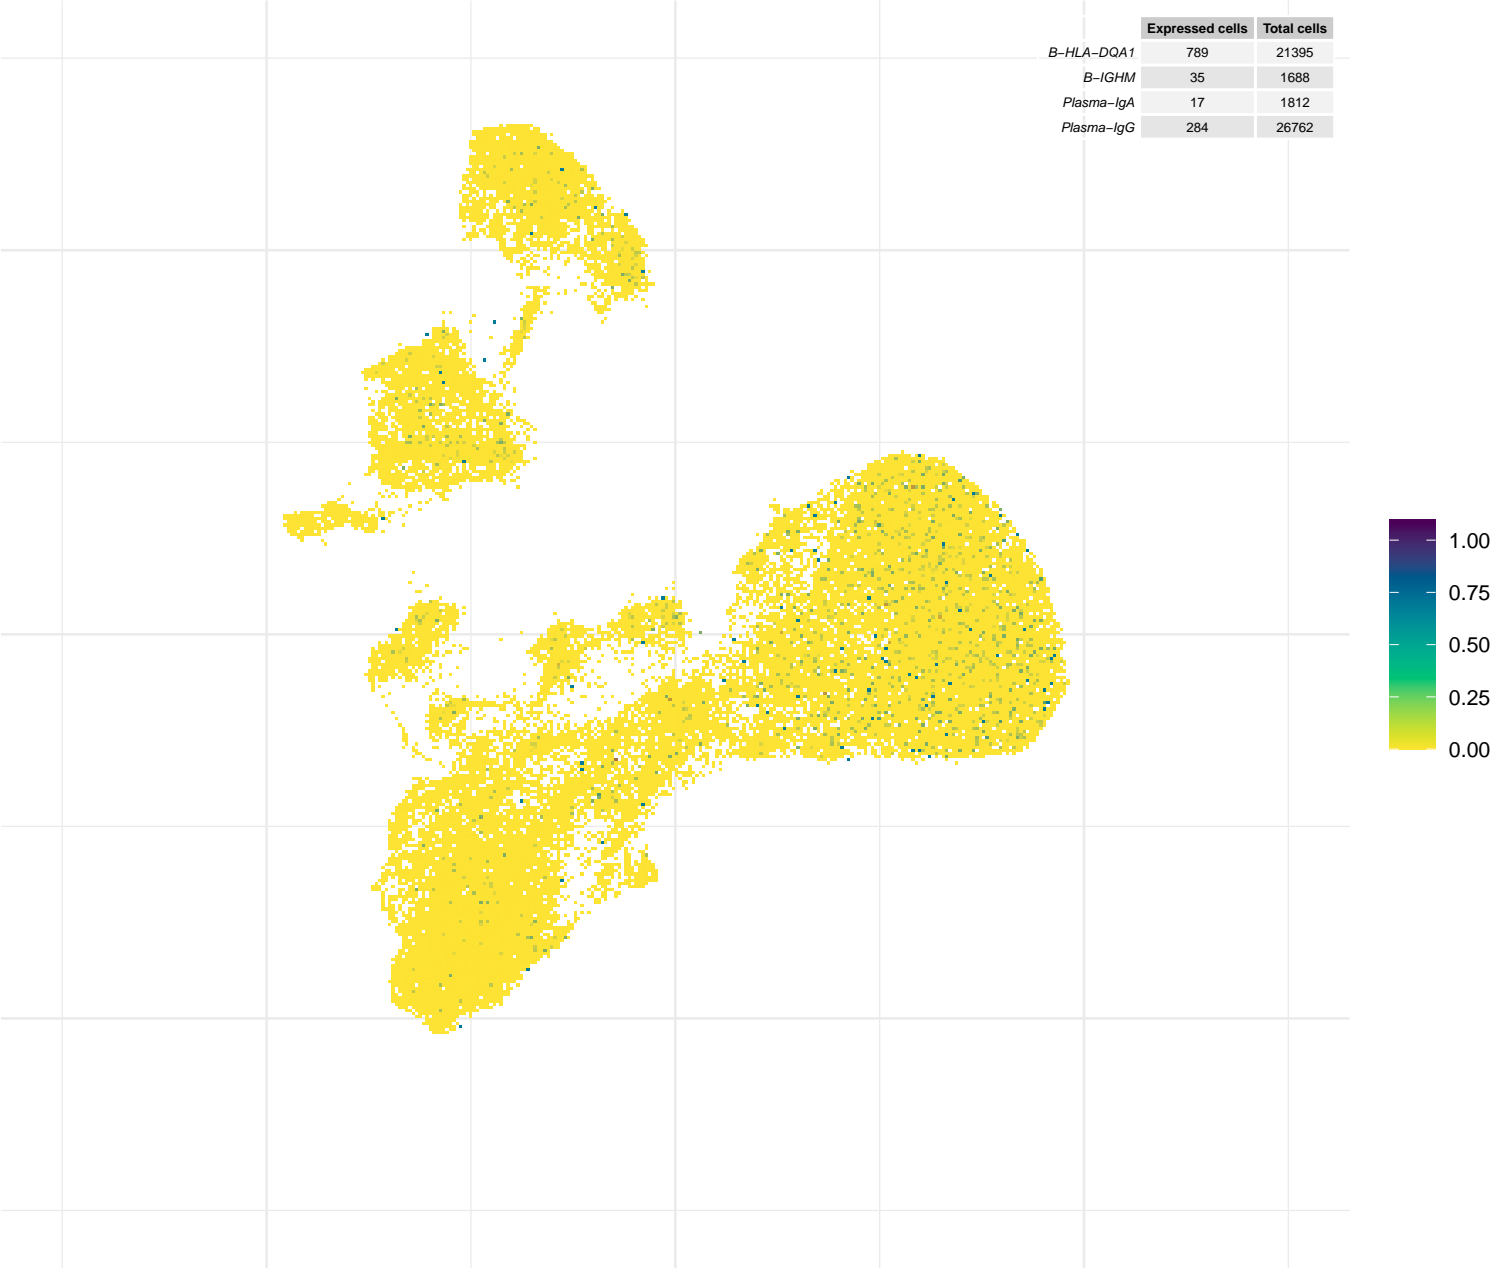 Expressed cells Total cells
B−HLA−DQA1 789 21395
B−IGHM 35 1688
Plasma−IgA 17 1812
Plasma−IgG 284 26762
1.00
0.75
0.50
0.25
0.00